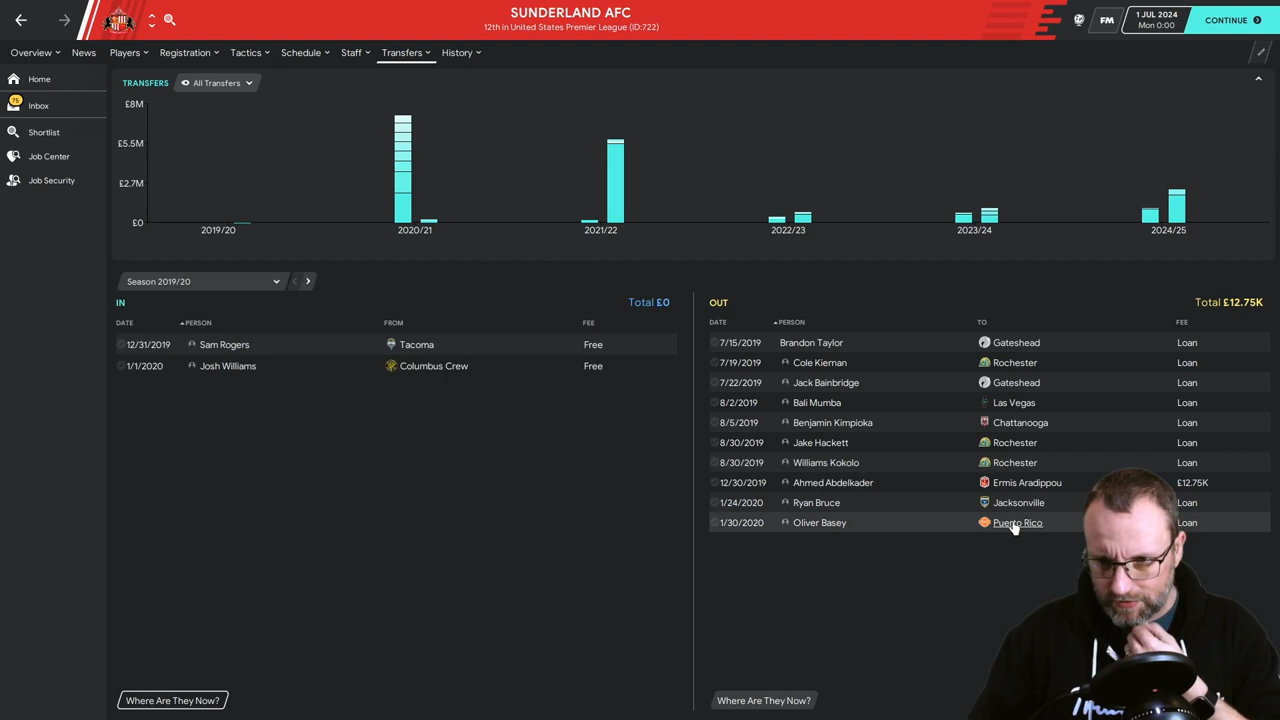 SUNDERLAND AFC
12th in United States Premier League (ID:722)
FM
1 JUL 2024
Mon 0:00
CONTINUE
Overview News Players Registration Tactics Schedule Staff Transfers History
Home
75
Inbox
Shortlist
Job Center
Job Security
TRANSFERS All Transfers
£8M
£5.5M
£2.7M
£0
2019/20 2020/21 2021/22 2022/23 2023/24 2024/25
Season 2019/20
IN Total £0
DATE PERSON FROM FEE
12/31/2019 Sam Rogers Tacoma Free
1/1/2020 Josh Williams Columbus Crew Free
Where Are They Now?
OUT Total £12.75K
DATE PERSON TO FEE
7/15/2019 Brandon Taylor Gateshead Loan
7/19/2019 Cole Kiernan Rochester Loan
7/22/2019 Jack Bainbridge Gateshead Loan
8/2/2019 Bali Mumba Las Vegas Loan
8/5/2019 Benjamin Kimpioka Chattanooga Loan
8/30/2019 Jake Hackett Rochester Loan
8/30/2019 Williams Kokolo Rochester Loan
12/30/2019 Ahmed Abdelkader Ermis Aradippou £12.75K
1/24/2020 Ryan Bruce Jacksonville Loan
1/30/2020 Oliver Basey Puerto Rico Loan
Where Are They Now?